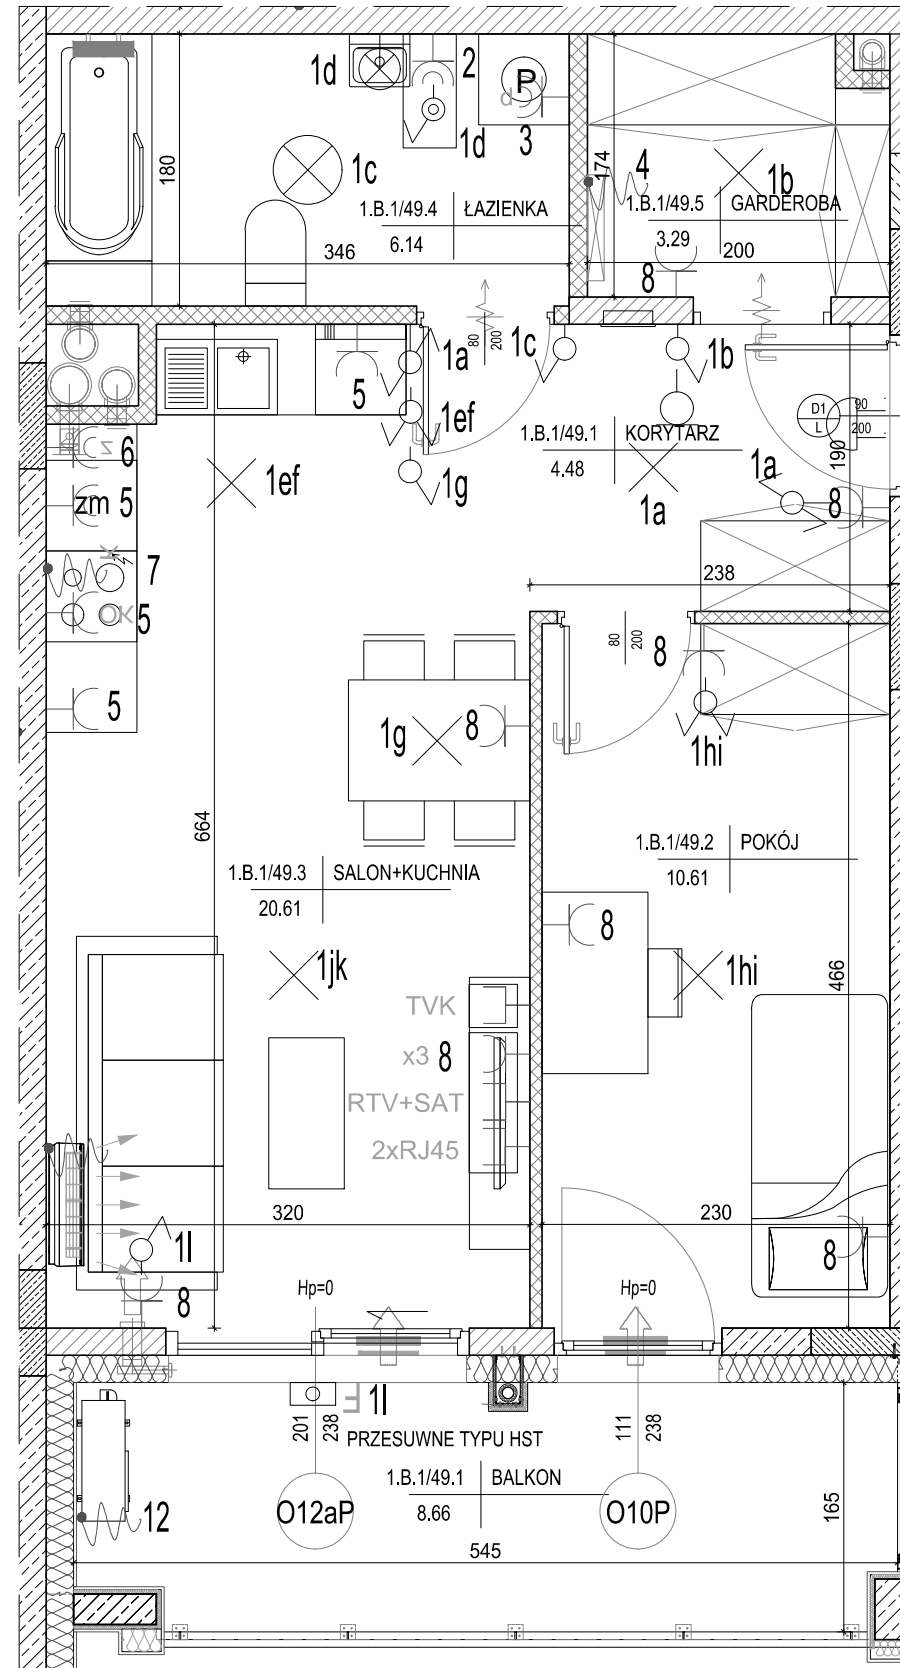 1d
2
P
d
3
1d
180
1c
174
4
1b
1.B.1/49.4 ŁAZIENKA
6.14
1.B.1/49.5 GARDEROBA
3.29
346
200
8
80
200
1a
1c
1b
5
1ef
D1
L
90
200
1.B.1/49.1 KORYTARZ
4.48
190
6
z
1ef
1g
1a
1a
8
zm 5
7
238
OK 5
80
200
8
5
1g
8
1hi
664
1.B.1/49.2 POKÓJ
10.61
1.B.1/49.3 SALON+KUCHNIA
20.61
8
1jk
1hi
466
TVK
x3 8
RTV+SAT
2xRJ45
320
230
1l
8
8
Hp=0
Hp=0
1l
201
238
111
238
PRZESUWNE TYPU HST
1.B.1/49.1 BALKON
8.66
12
O12aP
O10P
165
545